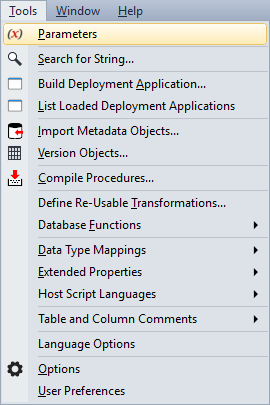 Tools Window Help
(x) Parameters
Search for String...
Build Deployment Application...
List Loaded Deployment Applications
Import Metadata Objects...
Version Objects...
Compile Procedures...
Define Re-Usable Transformations...
Database Functions
Data Type Mappings
Extended Properties
Host Script Languages
Table and Column Comments
Language Options
Options
User Preferences